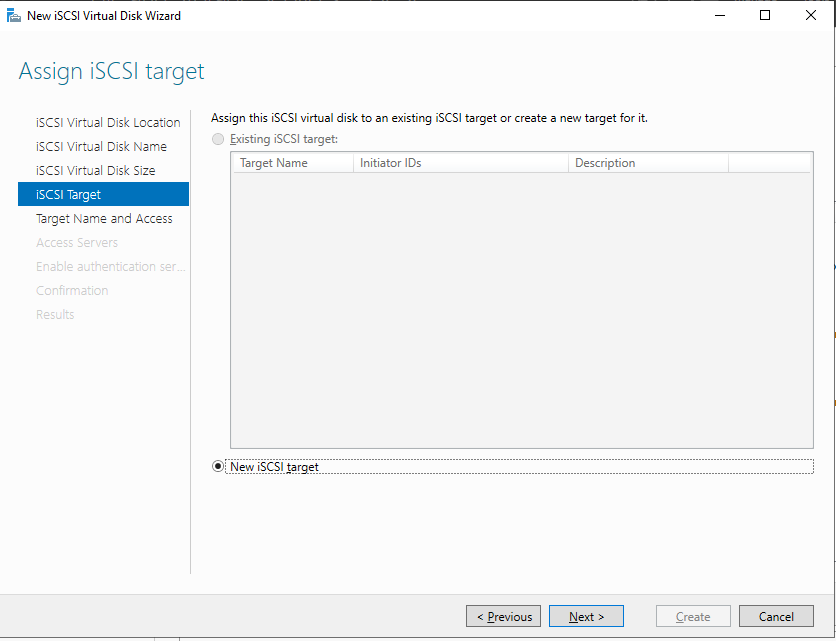 New iSCSI Virtual Disk Wizard
Assign iSCSI target
iSCSI Virtual Disk Location
iSCSI Virtual Disk Name
iSCSI Virtual Disk Size
iSCSI Target
Target Name and Access
Access Servers
Enable authentication ser...
Confirmation
Results
Assign this iSCSI virtual disk to an existing iSCSI target or create a new target for it.
Existing iSCSI target:
Target Name Initiator IDs Description
New iSCSI target
< Previous Next > Create Cancel